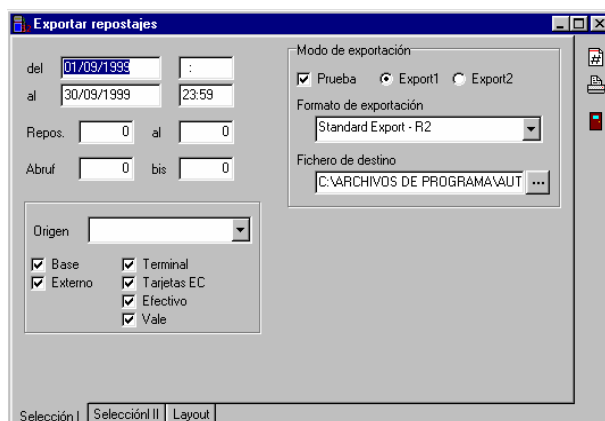 Exportar repostajes
del 01/09/1999 :
al 30/09/1999 23:59
Repos. 0 al 0
Abruf 0 bis 0
Origen
Base Terminal
Externo Tarjetas EC
Efectivo
Vale
Modo de exportación
Prueba Export1 Export2
Formato de exportación
Standard Export - R2
Fichero de destino
C:\ARCHIVOS DE PROGRAMA\AUT ...
Selección I SelecciónI II Layout